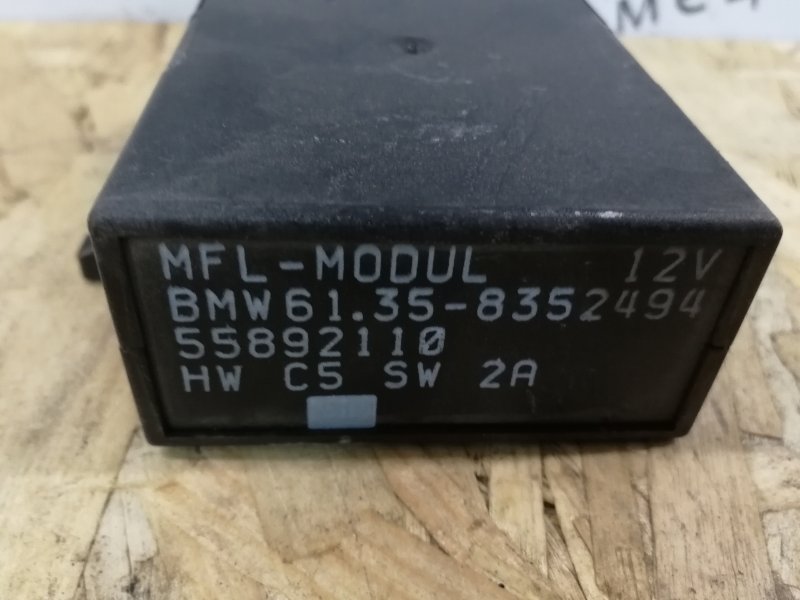 MFL-MODUL 12V
BMW61.35-8352494
55892110
HW C5 SW 2A